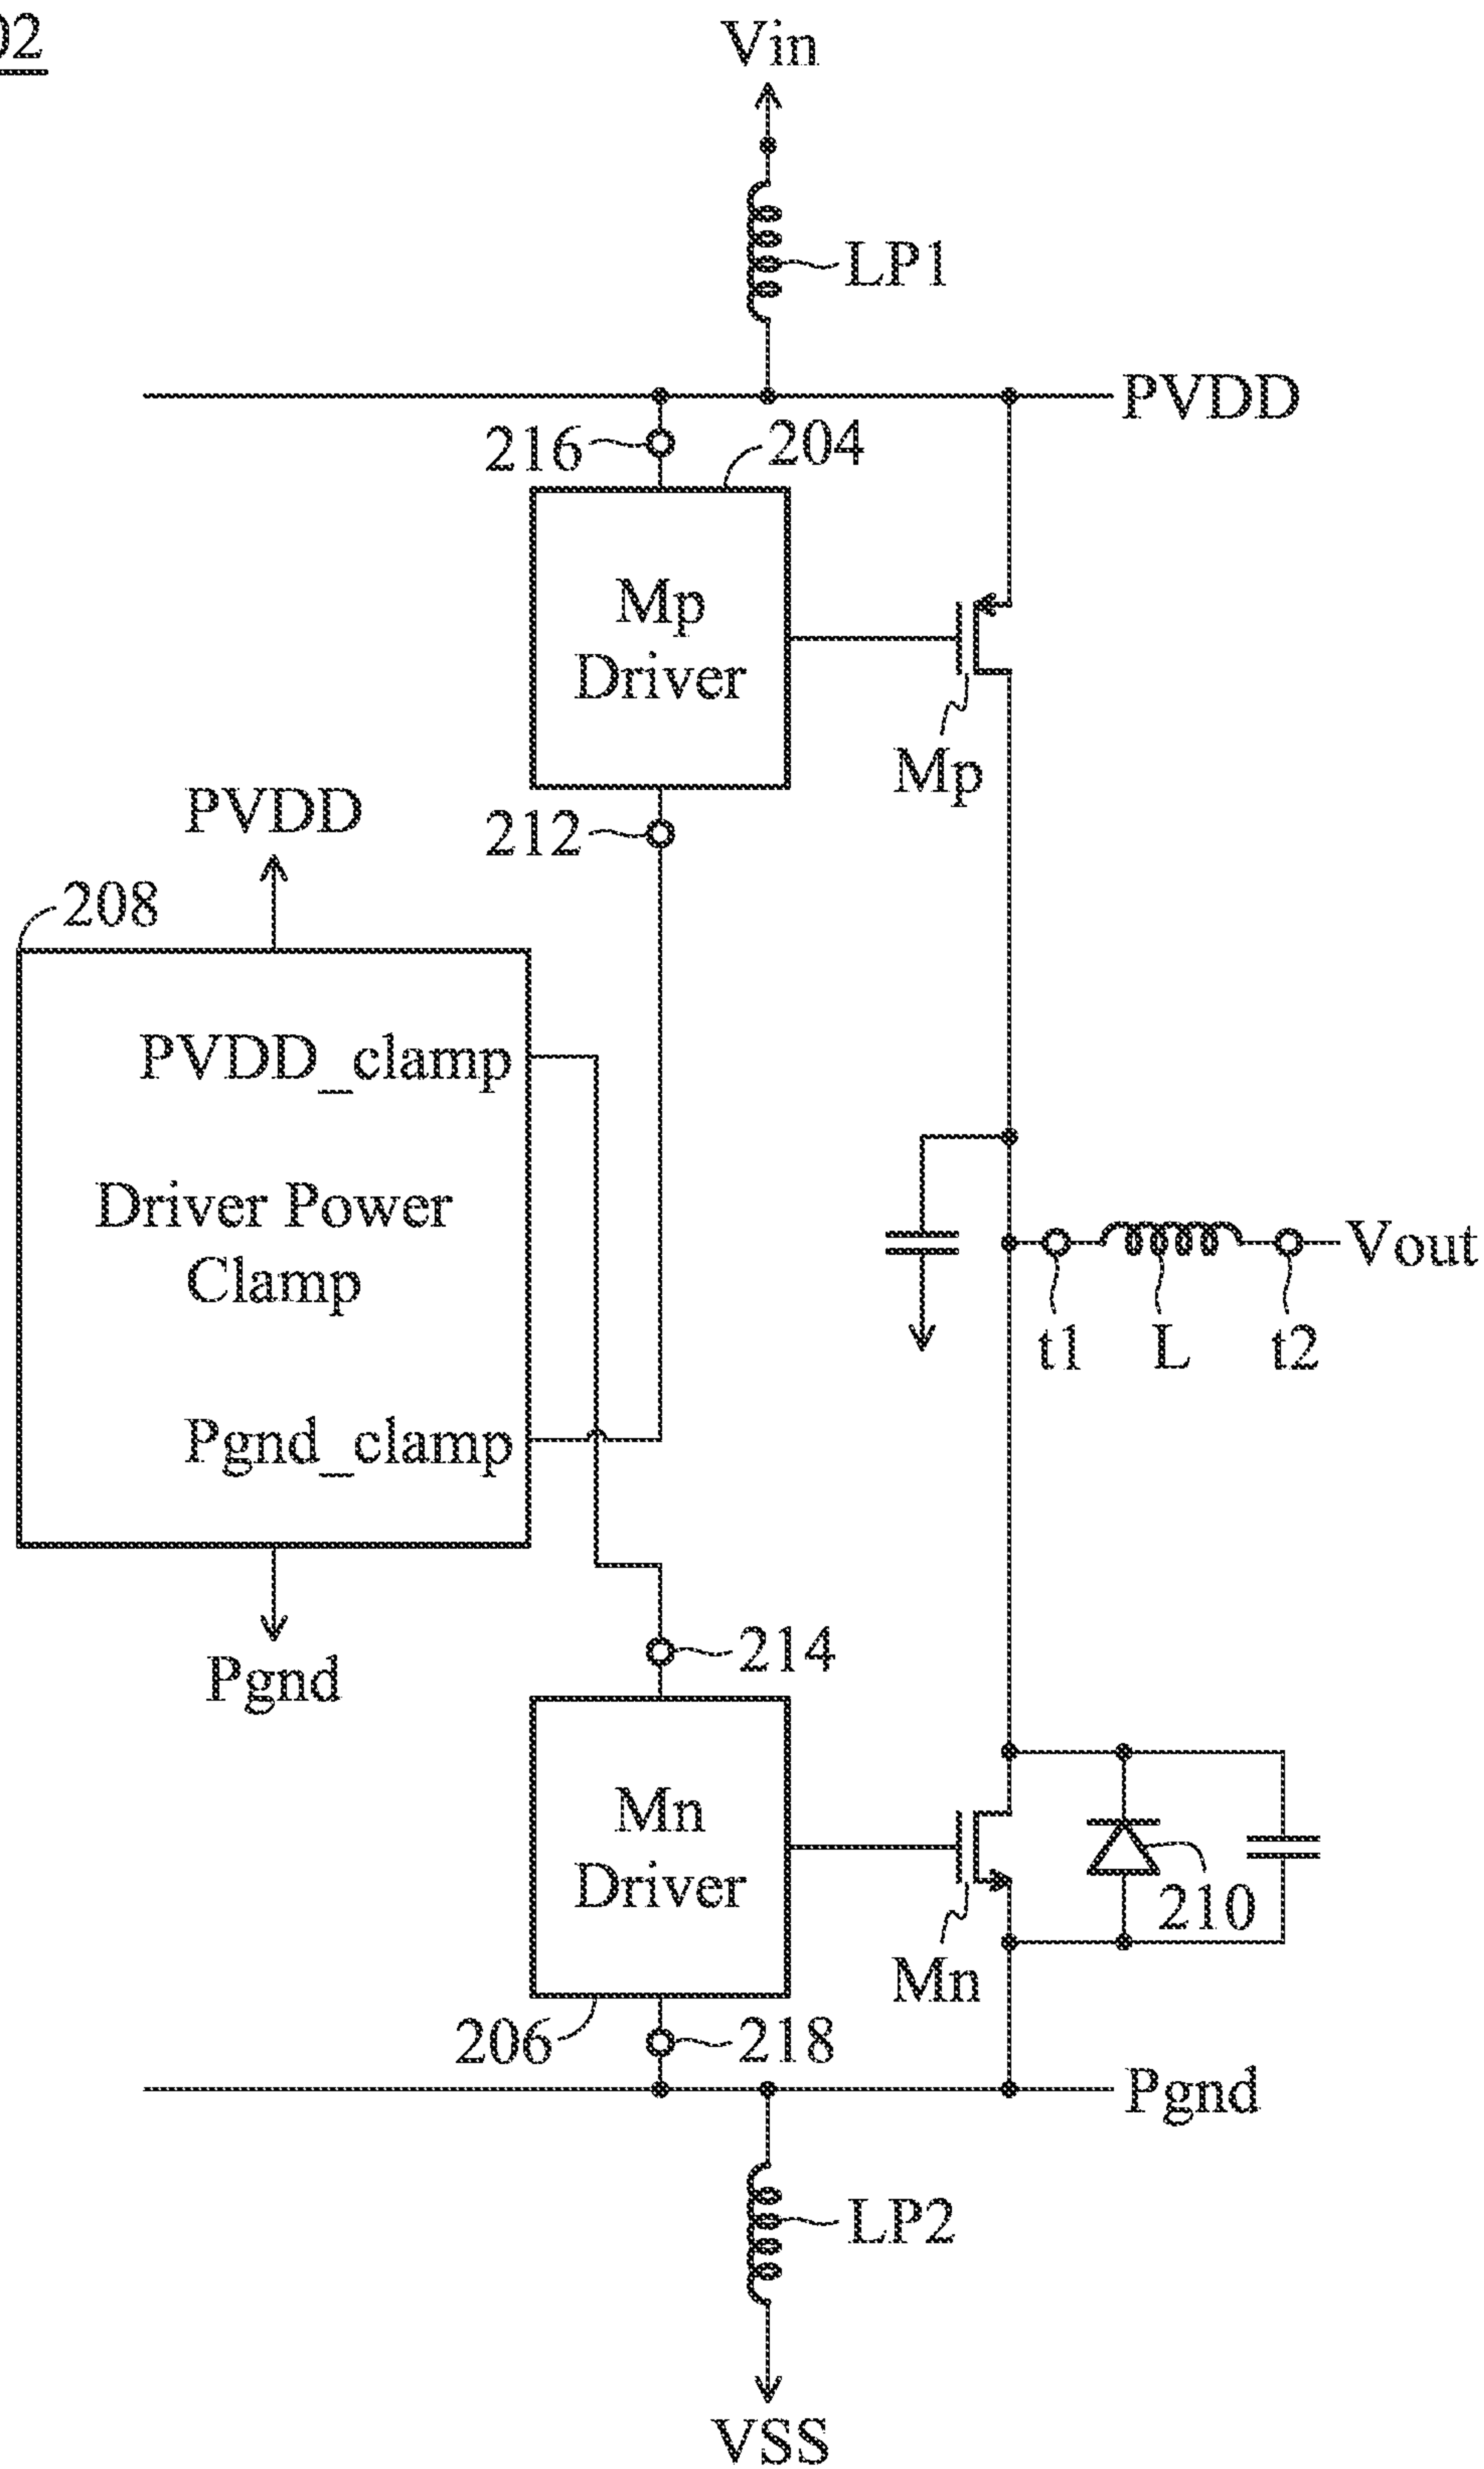 02
Vin
LP1
PVDD
216
204
Mp
Driver
Mp
PVDD
212
208
PVDD_clamp
Driver Power
Clamp
Vout
t1
L
t2
Pgnd_clamp
214
Pgnd
Mn
Driver
210
Mn
206
218
Pgnd
LP2
VSS